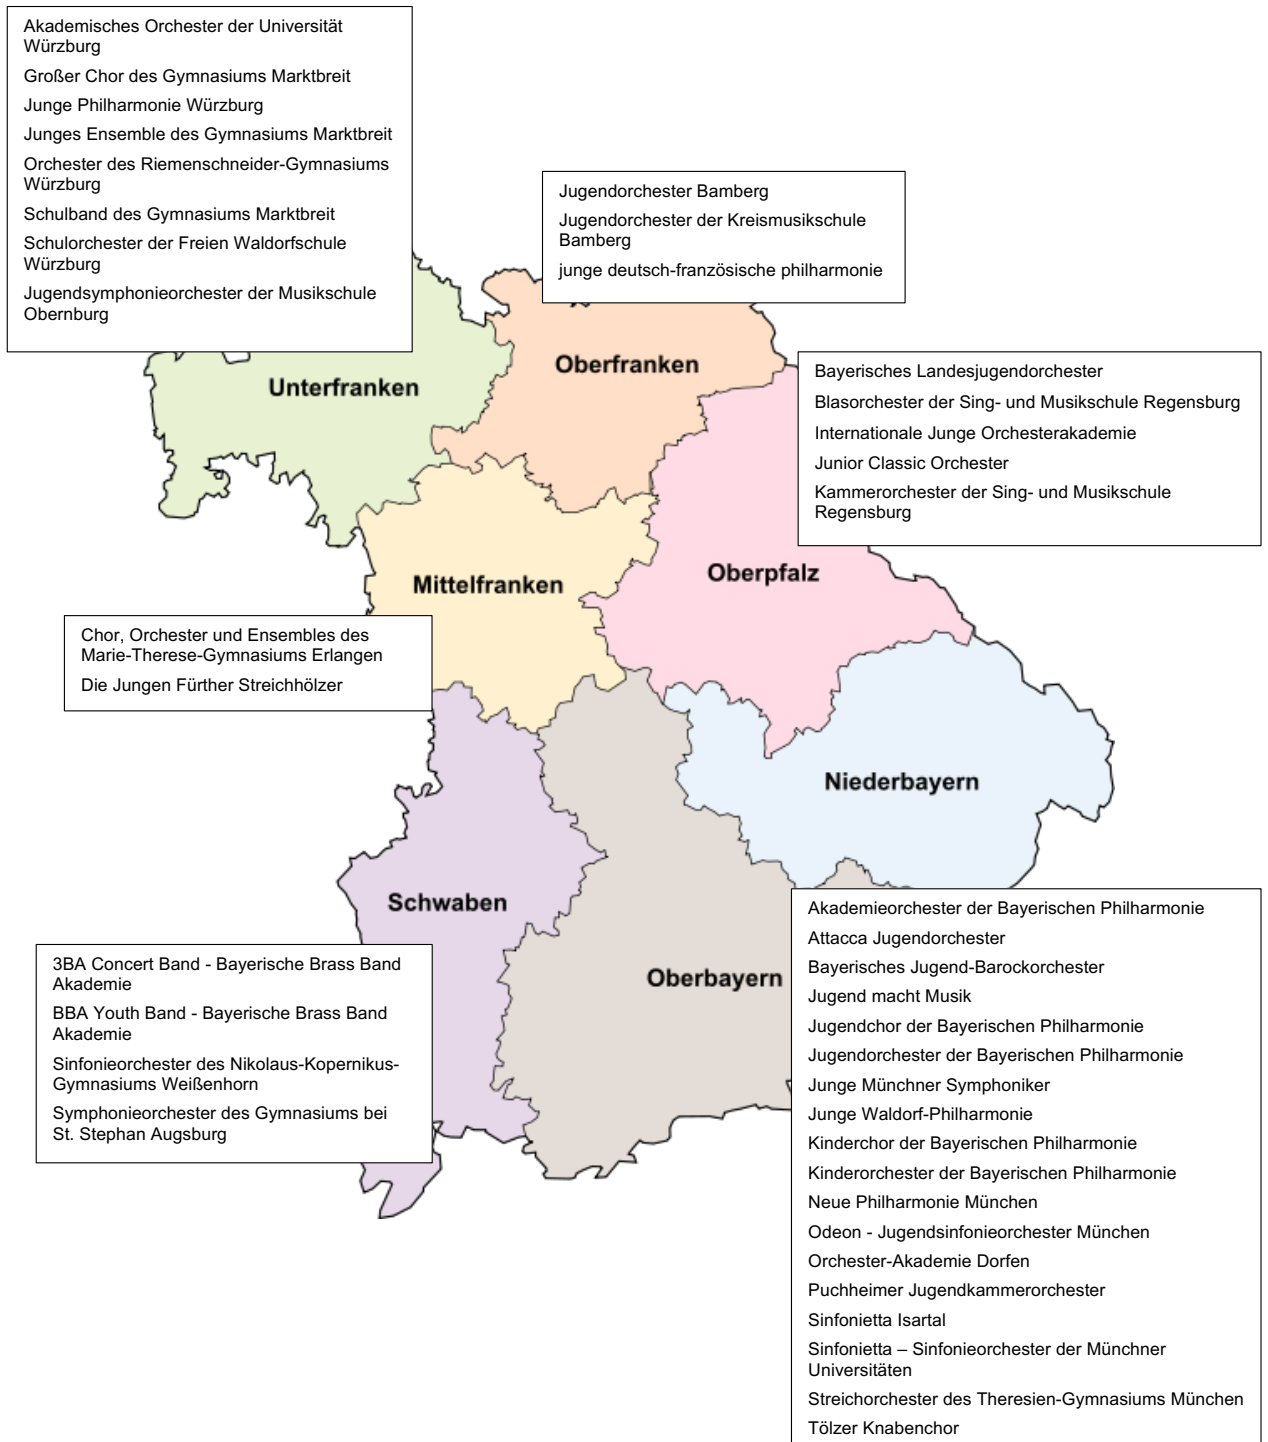 Akademisches Orchester der Universität
Würzburg
Großer Chor des Gymnasiums Marktbreit
Junge Philharmonie Würzburg
Junges Ensemble des Gymnasiums Marktbreit
Orchester des Riemenschneider-Gymnasiums
Würzburg
Schulband des Gymnasiums Marktbreit
Schulorchester der Freien Waldorfschule
Würzburg
Jugendsymphonieorchester der Musikschule
Obernburg
Jugendorchester Bamberg
Jugendorchester der Kreismusikschule
Bamberg
junge deutsch-französische philharmonie
Unterfranken
Oberfranken
Bayerisches Landesjugendorchester
Blasorchester der Sing- und Musikschule Regensburg
Internationale Junge Orchesterakademie
Junior Classic Orchester
Kammerorchester der Sing- und Musikschule
Regensburg
Mittelfranken
Oberpfalz
Chor, Orchester und Ensembles des
Marie-Therese-Gymnasiums Erlangen
Die Jungen Fürther Streichhölzer
Niederbayern
Schwaben
Oberbayern
3BA Concert Band - Bayerische Brass Band
Akademie
BBA Youth Band - Bayerische Brass Band
Akademie
Sinfonieorchester des Nikolaus-Kopernikus-
Gymnasiums Weißenhorn
Symphonieorchester des Gymnasiums bei
St. Stephan Augsburg
Akademieorchester der Bayerischen Philharmonie
Attacca Jugendorchester
Bayerisches Jugend-Barockorchester
Jugend macht Musik
Jugendchor der Bayerischen Philharmonie
Jugendorchester der Bayerischen Philharmonie
Junge Münchner Symphoniker
Junge Waldorf-Philharmonie
Kinderchor der Bayerischen Philharmonie
Kinderorchester der Bayerischen Philharmonie
Neue Philharmonie München
Odeon - Jugendsinfonieorchester München
Orchester-Akademie Dorfen
Puchheimer Jugendkammerorchester
Sinfonietta Isartal
Sinfonietta – Sinfonieorchester der Münchner
Universitäten
Streichorchester des Theresien-Gymnasiums München
Tölzer Knabenchor